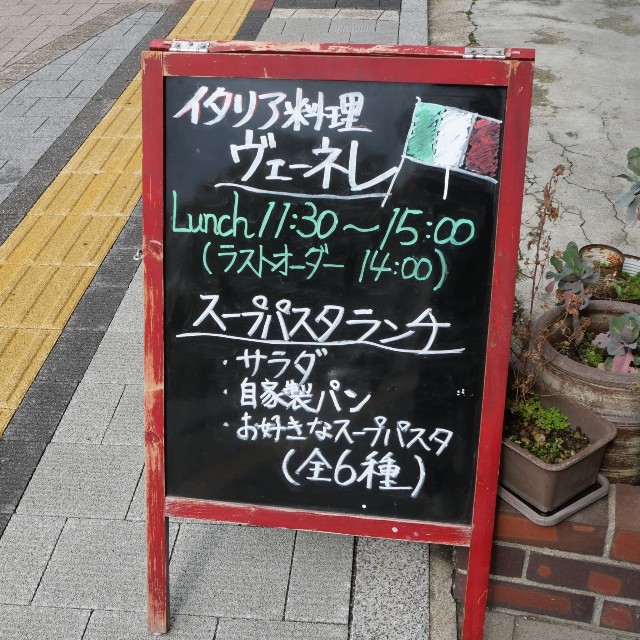 イタリア料理
ヴェーネレ
Lunch 11:30～15:00
(ラストオーダー 14:00)
スープパスタランチ
・サラダ
・自家製パン
・お好きなスープパスタ
(全6種)